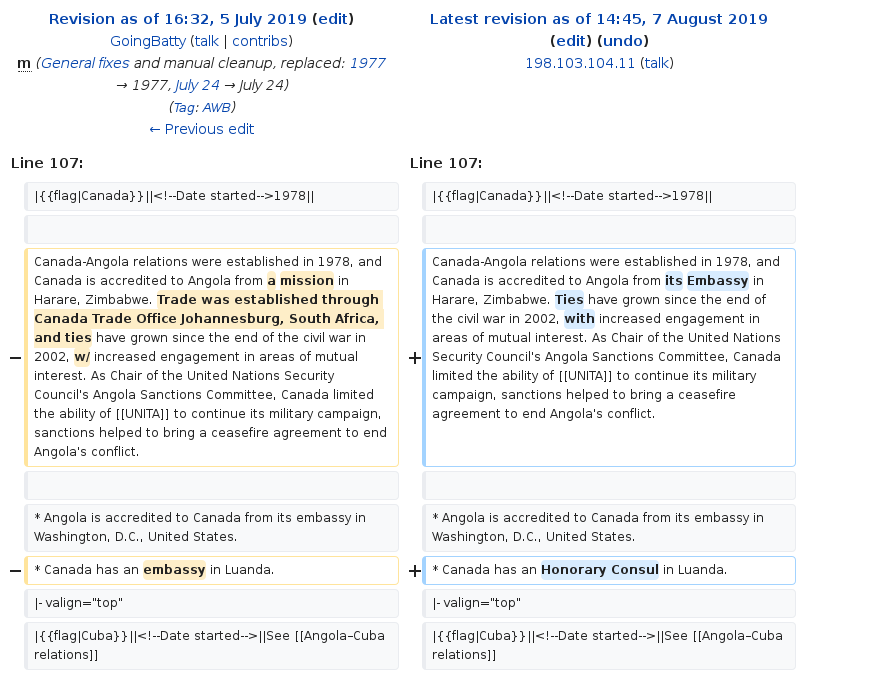 Revision as of 16:32, 5 July 2019 (edit)
GoingBatty (talk | contribs)
m (General fixes and manual cleanup, replaced: 1977
→ 1977, July 24 → July 24)
(Tag: AWB)
← Previous edit
Latest revision as of 14:45, 7 August 2019
(edit) (undo)
198.103.104.11 (talk)
Line 107:
Line 107:
|{{flag|Canada}}||<!--Date started-->1978||
|{{flag|Canada}}||<!--Date started-->1978||
− Canada-Angola relations were established in 1978, and
Canada is accredited to Angola from a mission in
Harare, Zimbabwe. Trade was established through
Canada Trade Office Johannesburg, South Africa,
and ties have grown since the end of the civil war in
2002, w/ increased engagement in areas of mutual
interest. As Chair of the United Nations Security
Council's Angola Sanctions Committee, Canada limited
the ability of [[UNITA]] to continue its military campaign,
sanctions helped to bring a ceasefire agreement to end
Angola's conflict.
+ Canada-Angola relations were established in 1978, and
Canada is accredited to Angola from its Embassy in
Harare, Zimbabwe. Ties have grown since the end of
the civil war in 2002, with increased engagement in
areas of mutual interest. As Chair of the United Nations
Security Council's Angola Sanctions Committee, Canada
limited the ability of [[UNITA]] to continue its military
campaign, sanctions helped to bring a ceasefire
agreement to end Angola's conflict.
* Angola is accredited to Canada from its embassy in
Washington, D.C., United States.
* Angola is accredited to Canada from its embassy in
Washington, D.C., United States.
− * Canada has an embassy in Luanda.
+ * Canada has an Honorary Consul in Luanda.
|- valign="top"
|- valign="top"
|{{flag|Cuba}}||<!--Date started-->||See [[Angola–Cuba
relations]]
|{{flag|Cuba}}||<!--Date started-->||See [[Angola–Cuba
relations]]